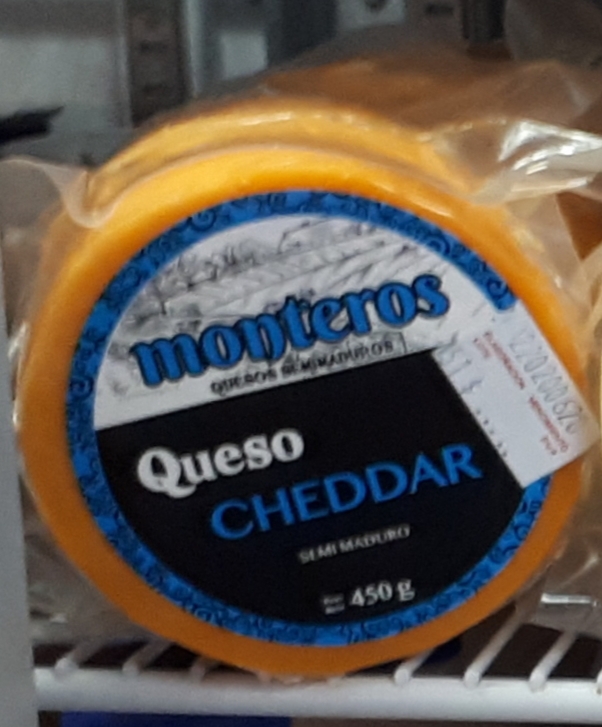 monteros
QUESOS SEMIMADUROS
Queso
CHEDDAR
SEMI MADURO
450 g